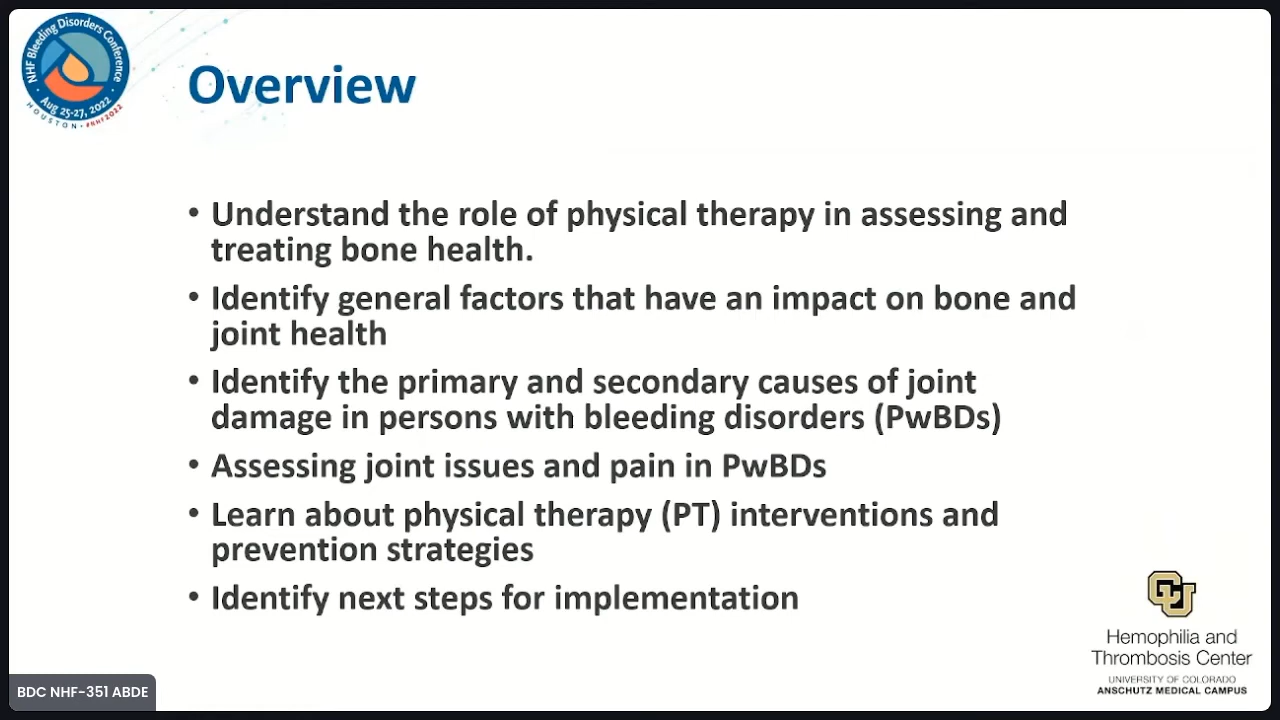 NHF Bleeding Disorders Conference
Aug 25-27, 2022
HOUSTON • #NHF2022
Overview
• Understand the role of physical therapy in assessing and
treating bone health.
• Identify general factors that have an impact on bone and
joint health
• Identify the primary and secondary causes of joint
damage in persons with bleeding disorders (PwBDs)
• Assessing joint issues and pain in PwBDs
• Learn about physical therapy (PT) interventions and
prevention strategies
• Identify next steps for implementation
CU
Hemophilia and
Thrombosis Center
UNIVERSITY OF COLORADO
ANSCHUTZ MEDICAL CAMPUS
BDC NHF-351 ABDE